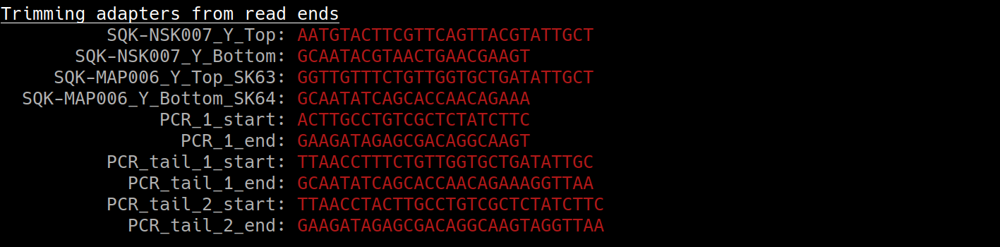 Trimming adapters from read ends
SQK-NSK007_Y_Top: AATGTACTTCGTTCAGTTACGTATTGCT
SQK-NSK007_Y_Bottom: GCAATACGTAACTGAACGAAGT
SQK-MAP006_Y_Top_SK63: GGTTGTTTCTGTTGGTGCTGATATTGCT
SQK-MAP006_Y_Bottom_SK64: GCAATATCAGCACCAACAGAAA
PCR_1_start: ACTTGCCTGTCGCTCTATCTTC
PCR_1_end: GAAGATAGAGCGACAGGCAAGT
PCR_tail_1_start: TTAACCTTTCTGTTGGTGCTGATATTGC
PCR_tail_1_end: GCAATATCAGCACCAACAGAAAGGTTAA
PCR_tail_2_start: TTAACCTACTTGCCTGTCGCTCTATCTTC
PCR_tail_2_end: GAAGATAGAGCGACAGGCAAGTAGGTTAA